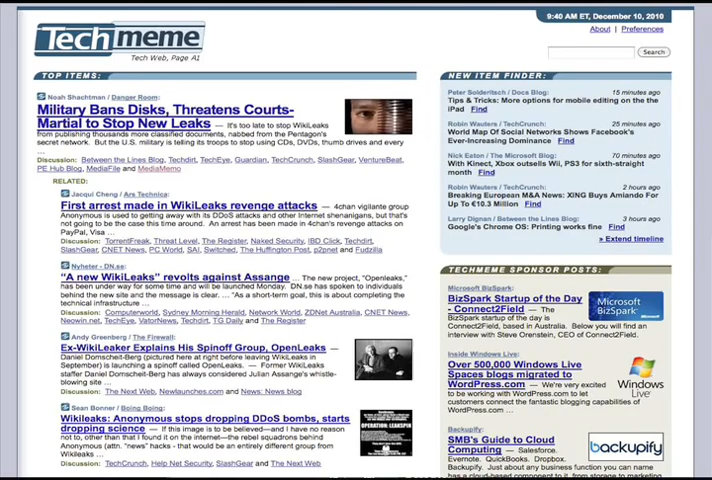 9:40 AM ET, December 10, 2010
Techmeme
Tech Web, Page A1
About | Preferences
Search
TOP ITEMS:
Noah Shachtman / Danger Room:
Military Bans Disks, Threatens Courts-
Martial to Stop New Leaks — It's too late to stop WikiLeaks
from publishing thousands more classified documents, nabbed from the Pentagon's
secret network. But the U.S. military is telling its troops to stop using CDs, DVDs, thumb drives and every
...
Discussion: Between the Lines Blog, Techdirt, TechEye, Guardian, TechCrunch, SlashGear, VentureBeat,
PE Hub Blog, MediaFile and MediaMemo
RELATED:
Jacqui Cheng / Ars Technica:
First arrest made in WikiLeaks revenge attacks — 4chan vigilante group
Anonymous is used to getting away with its DDoS attacks and other Internet shenanigans, but that's
not going to be the case this time around. An arrest has been made in 4chan's revenge attacks on
PayPal, Visa ...
Discussion: TorrentFreak, Threat Level, The Register, Naked Security, IBD Click, Techdirt,
SlashGear, CNET News, PC World, SAI, Switched, The Huffington Post, p2pnet and Fudzilla
Nyheter - DN.se:
“A new WikiLeaks” revolts against Assange — The new project, "Openleaks,"
has been under way for some time and will be launched Monday. DN.se has spoken to individuals
behind the new site and the message is clear. ... "As a short-term goal, this is about completing the
technical infrastructure ...
Discussion: Computerworld, Sydney Morning Herald, Network World, ZDNet Australia, CNET News,
Neowin.net, TechEye, VatorNews, Techdirt, TG Daily and The Register
Andy Greenberg / The Firewall:
Ex-WikiLeaker Explains His Spinoff Group, OpenLeaks —
Daniel Domscheit-Berg (pictured here at right before leaving WikiLeaks in
September) is launching a spinoff called OpenLeaks. — Former WikiLeaks
staffer Daniel Domscheit-Berg has always considered Julian Assange's whistle-
blowing site ...
Discussion: The Next Web, Newlaunches.com and News: News blog
Sean Bonner / Boing Boing:
Wikileaks: Anonymous stops dropping DDoS bombs, starts
dropping science — If this image is to be believed—and I have no reason
not to, other than that I found it on the internet—the rebel squadrons behind
Anonymous (attn. "news" hacks - that would be an entirely different group from
Wikileaks ...
Discussion: TechCrunch, Help Net Security, SlashGear and The Next Web
OPERATION: LEAKSPIN
NEW ITEM FINDER:
Peter Solderitsch / Docs Blog: 15 minutes ago
Tips & Tricks: More options for mobile editing on the the
iPad Find
Robin Wauters / TechCrunch: 25 minutes ago
World Map Of Social Networks Shows Facebook's
Ever-Increasing Dominance Find
Nick Eaton / The Microsoft Blog: 70 minutes ago
With Kinect, Xbox outsells Wii, PS3 for sixth-straight
month Find
Robin Wauters / TechCrunch: 2 hours ago
Breaking European M&A News: XING Buys Amiando For
Up To €10.3 Million Find
Larry Dignan / Between the Lines Blog: 3 hours ago
Google's Chrome OS: Printing works fine Find
» Extend timeline
TECHMEME SPONSOR POSTS:
Microsoft BizSpark:
BizSpark Startup of the Day
- Connect2Field — The
BizSpark startup of the day is
Connect2Field, based in Australia. Below you will find an
interview with Steve Orenstein, CEO of Connect2Field.
Microsoft
BizSpark
Inside Windows Live:
Over 500,000 Windows Live
Spaces blogs migrated to
WordPress.com — We're very excited
to be working with WordPress.com to let
customers connect the fantastic blogging capabilities of
WordPress.com ...
Windows
Live
Backupify:
SMB's Guide to Cloud
Computing — Salesforce.
Evernote. QuickBooks. Dropbox.
Backupify. Just about any business function you can name
has a cloud-based component to it, from storage to marketing
backupify